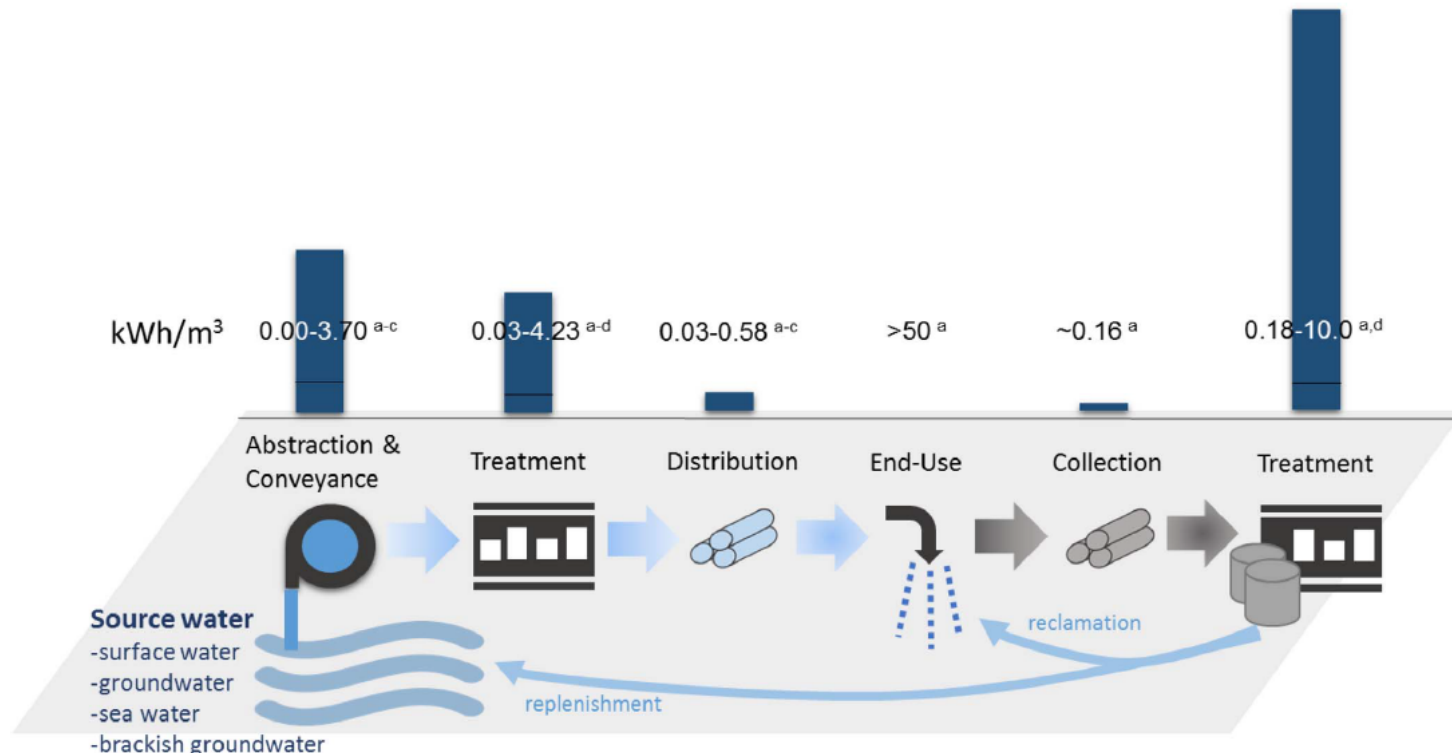 kWh/m³ 0.00-3.70 a-c 0.03-4.23 a-d 0.03-0.58 a-c >50 a ~0.16 a 0.18-10.0 a,d
Abstraction &
Conveyance
Treatment
Distribution
End-Use
Collection
Treatment
Source water
-surface water
-groundwater
-sea water
-brackish groundwater
reclamation
replenishment